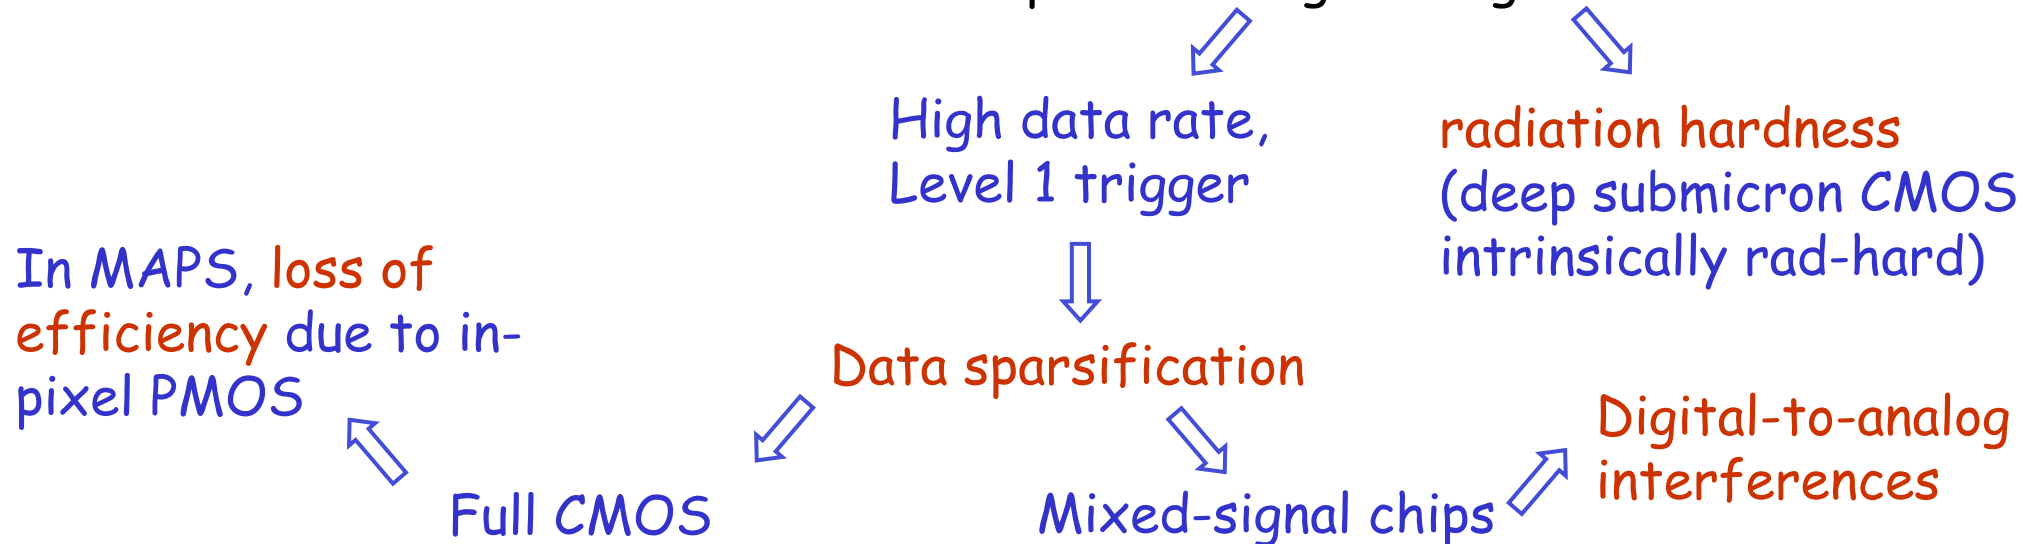 High data rate,
Level 1 trigger
radiation hardness
(deep submicron CMOS
intrinsically rad-hard)
In MAPS, loss of
efficiency due to in-
pixel PMOS
Data sparsification
Digital-to-analog
interferences
Full CMOS
Mixed-signal chips